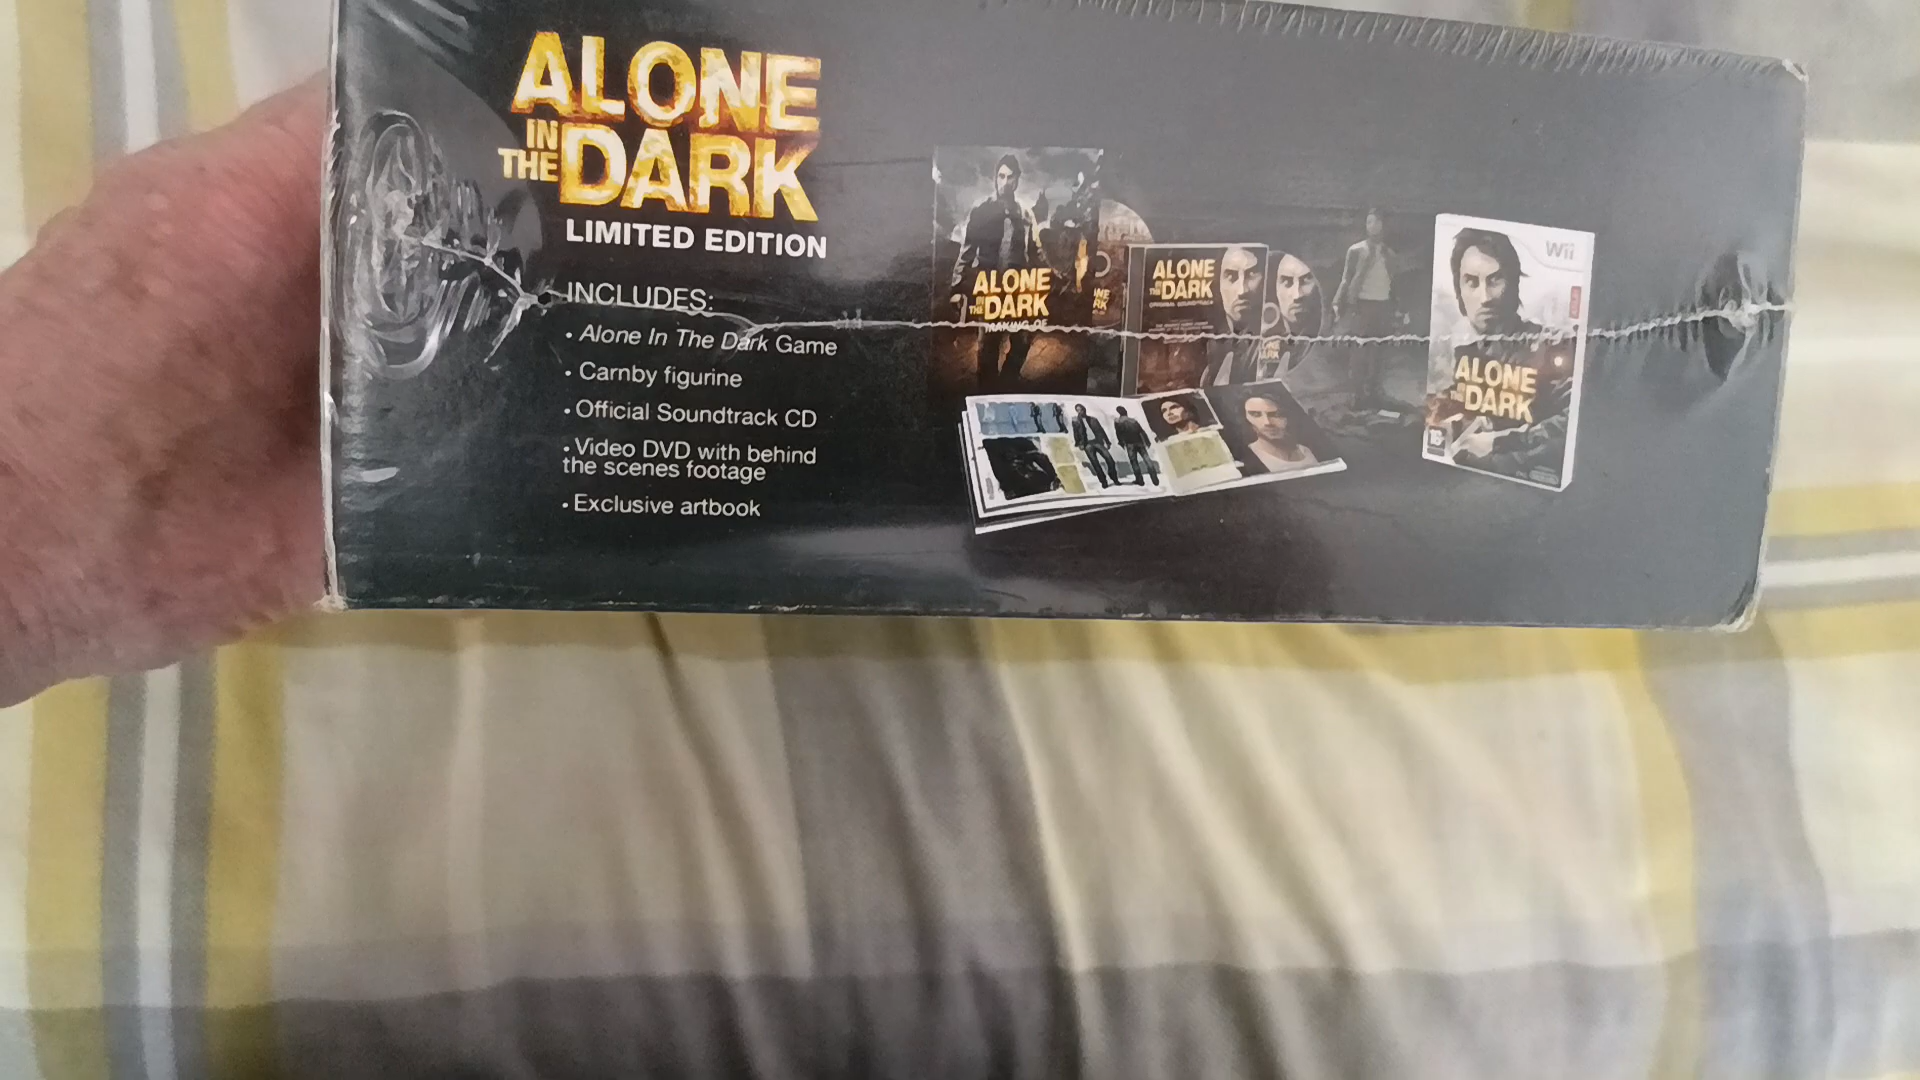 ALONE
IN
THE DARK
LIMITED EDITION
INCLUDES:
• Alone In The Dark Game
• Carnby figurine
• Official Soundtrack CD
• Video DVD with behind
the scenes footage
• Exclusive artbook
ALONE
IN
THE DARK
MAKING OF
ALONE
IN
THE DARK
ORIGINAL SOUNDTRACK
Wii
ALONE
IN
THE DARK